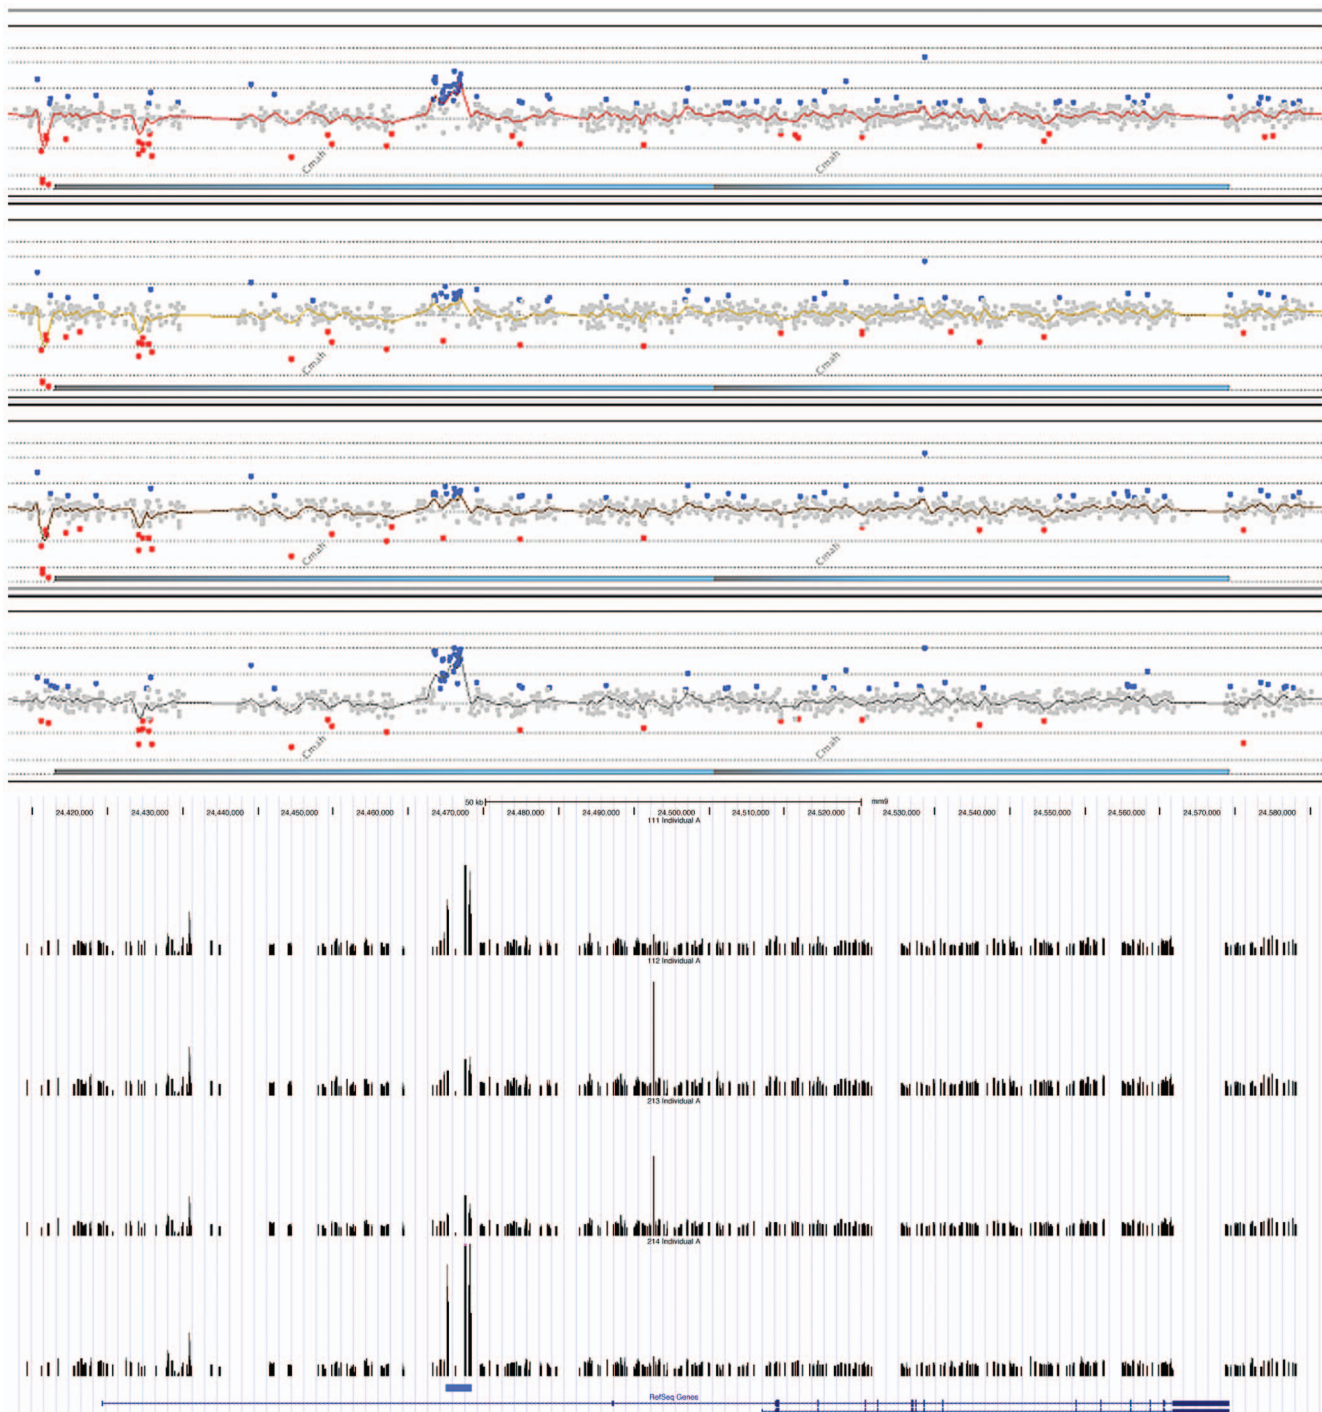 Cmah Cmah
Cmah Cmah
Cmah Cmah
Cmah Cmah
50 kb mm9
24,420,000 24,430,000 24,440,000 24,450,000 24,460,000 24,470,000 24,480,000 24,490,000 24,500,000 24,510,000 24,520,000 24,530,000 24,540,000 24,550,000 24,560,000 24,570,000 24,580,000
111 Individual A
112 Individual A
213 Individual A
214 Individual A
RefSeq Genes